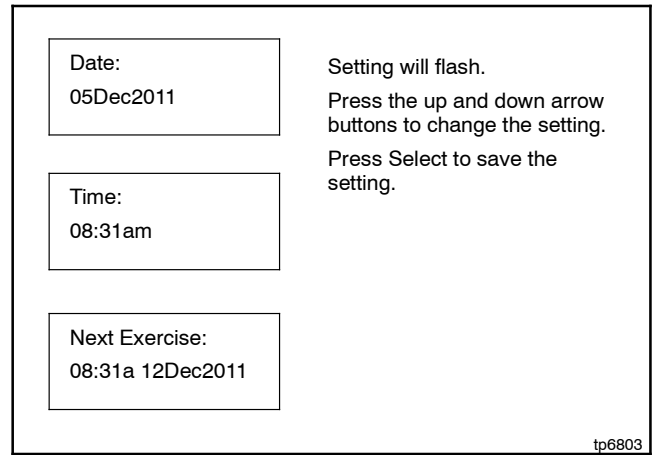 Date:
05Dec2011
Setting will flash.
Press the up and down arrow
buttons to change the setting.
Press Select to save the
setting.
Time:
08:31am
Next Exercise:
08:31a 12Dec2011
tp6803